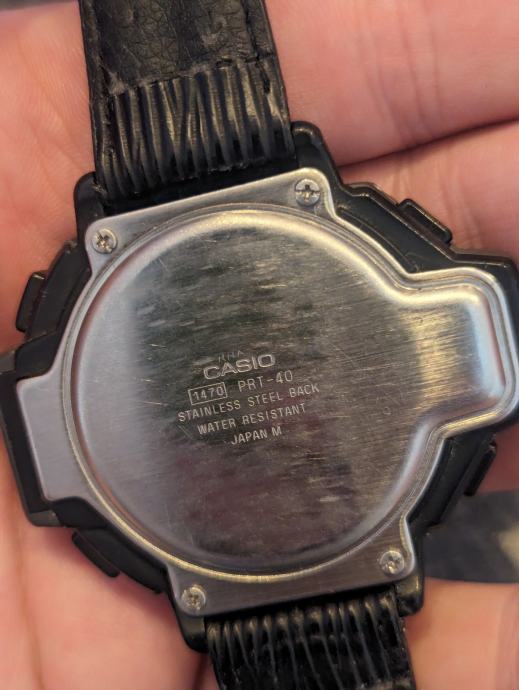 CASIO
1470 PRT-40
STAINLESS STEEL BACK
WATER RESISTANT
JAPAN M